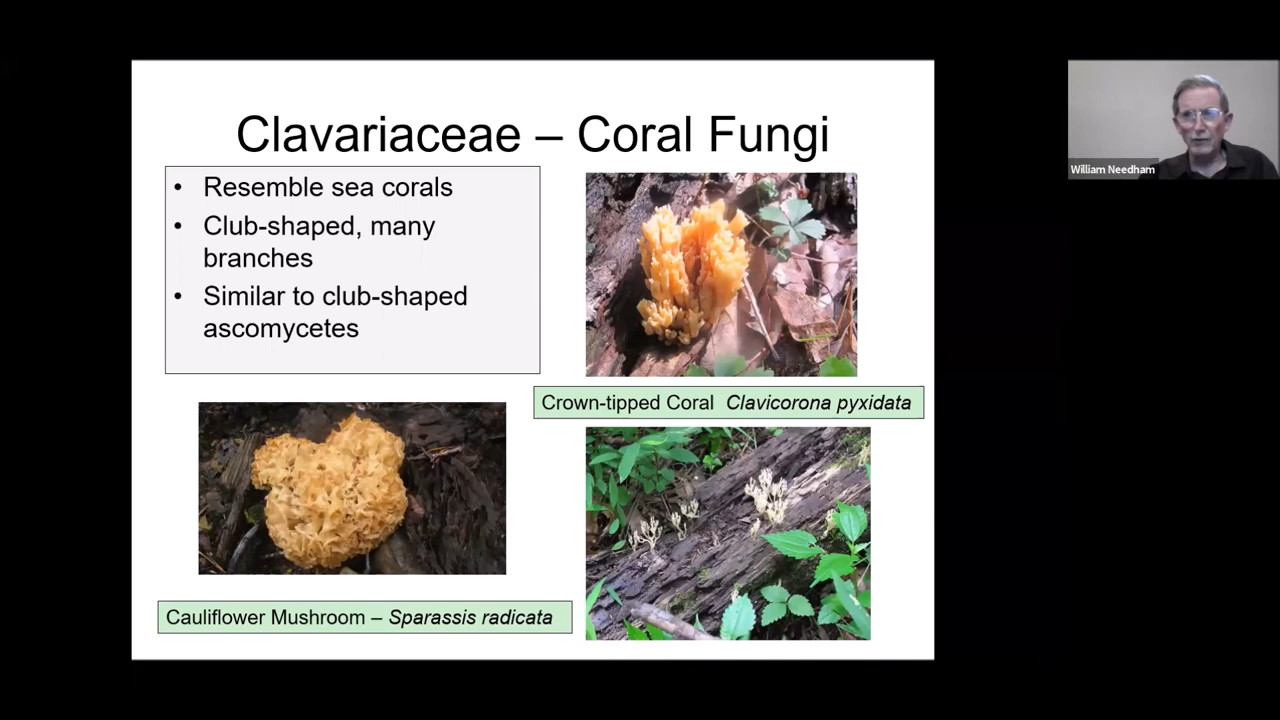 Clavariaceae – Coral Fungi
• Resemble sea corals
• Club-shaped, many
branches
• Similar to club-shaped
ascomycetes
Crown-tipped Coral Clavicorona pyxidata
Cauliflower Mushroom – Sparassis radicata
William Needham